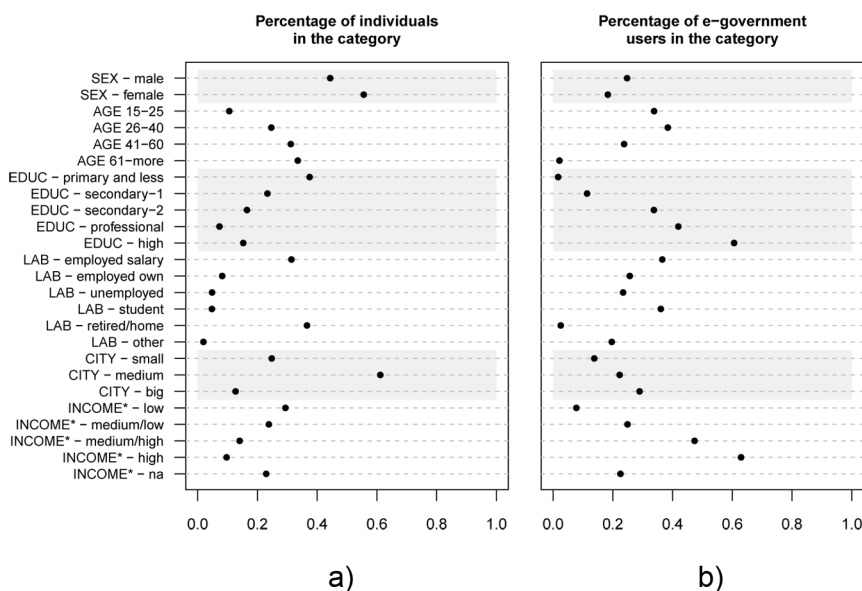 Percentage of individuals
in the category
Percentage of e−government
users in the category
SEX − male
SEX − female
AGE 15−25
AGE 26−40
AGE 41−60
AGE 61−more
EDUC − primary and less
EDUC − secondary−1
EDUC − secondary−2
EDUC − professional
EDUC − high
LAB − employed salary
LAB − employed own
LAB − unemployed
LAB − student
LAB − retired/home
LAB − other
CITY − small
CITY − medium
CITY − big
INCOME* − low
INCOME* − medium/low
INCOME* − medium/high
INCOME* − high
INCOME* − na
0.0 0.2 0.4 0.6 0.8 1.0
0.0 0.2 0.4 0.6 0.8 1.0
a)
b)